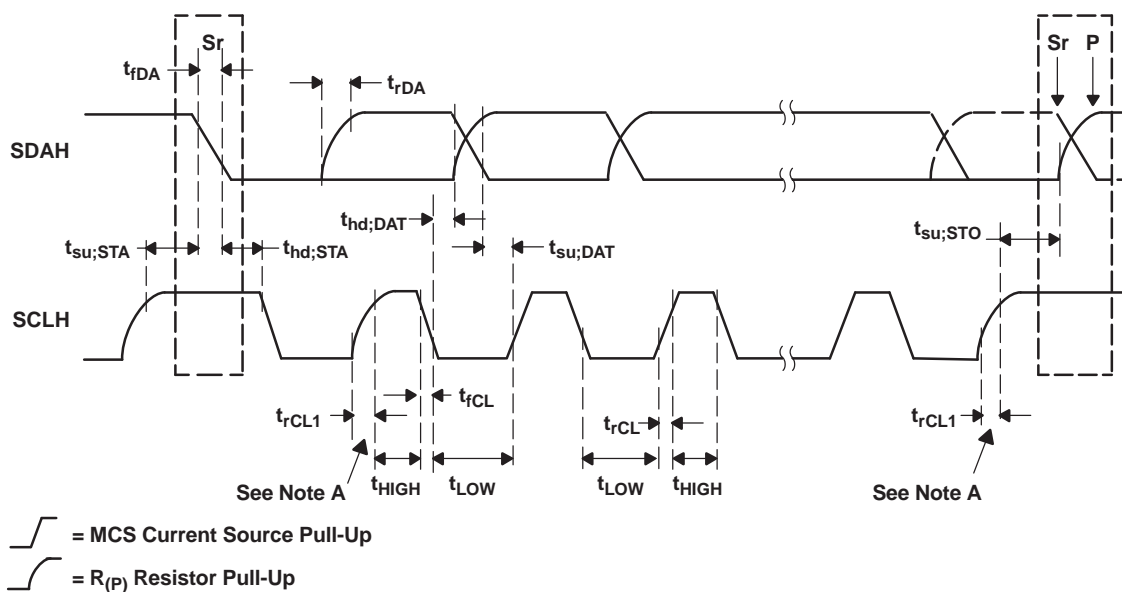 Sr
Sr P
tfDA
trDA
SDAH
thd;DAT
tsu;STA
thd;STA
tsu;DAT
tsu;STO
SCLH
tfCL
trCL1
trCL
trCL1
See Note A
tHIGH
tLOW
tLOW
tHIGH
See Note A
= MCS Current Source Pull-Up
= R(P) Resistor Pull-Up